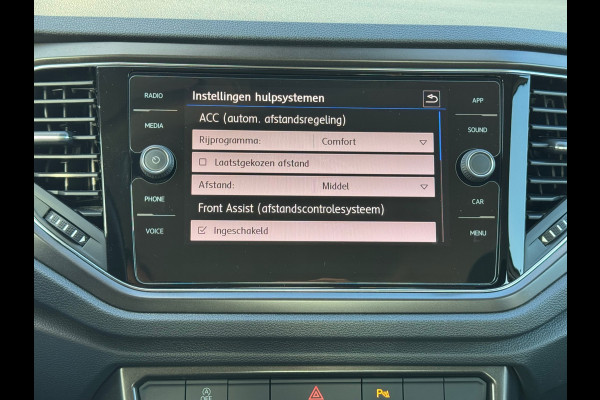 RADIO
MEDIA
PHONE
VOICE
Instellingen hulpsystemen
ACC (autom. afstandsregeling)
Rijprogramma: Comfort
Laatstgekozen afstand
Afstand: Middel
Front Assist (afstandscontrolesysteem)
Ingeschakeld
APP
SOUND
CAR
MENU
A
OFF
P